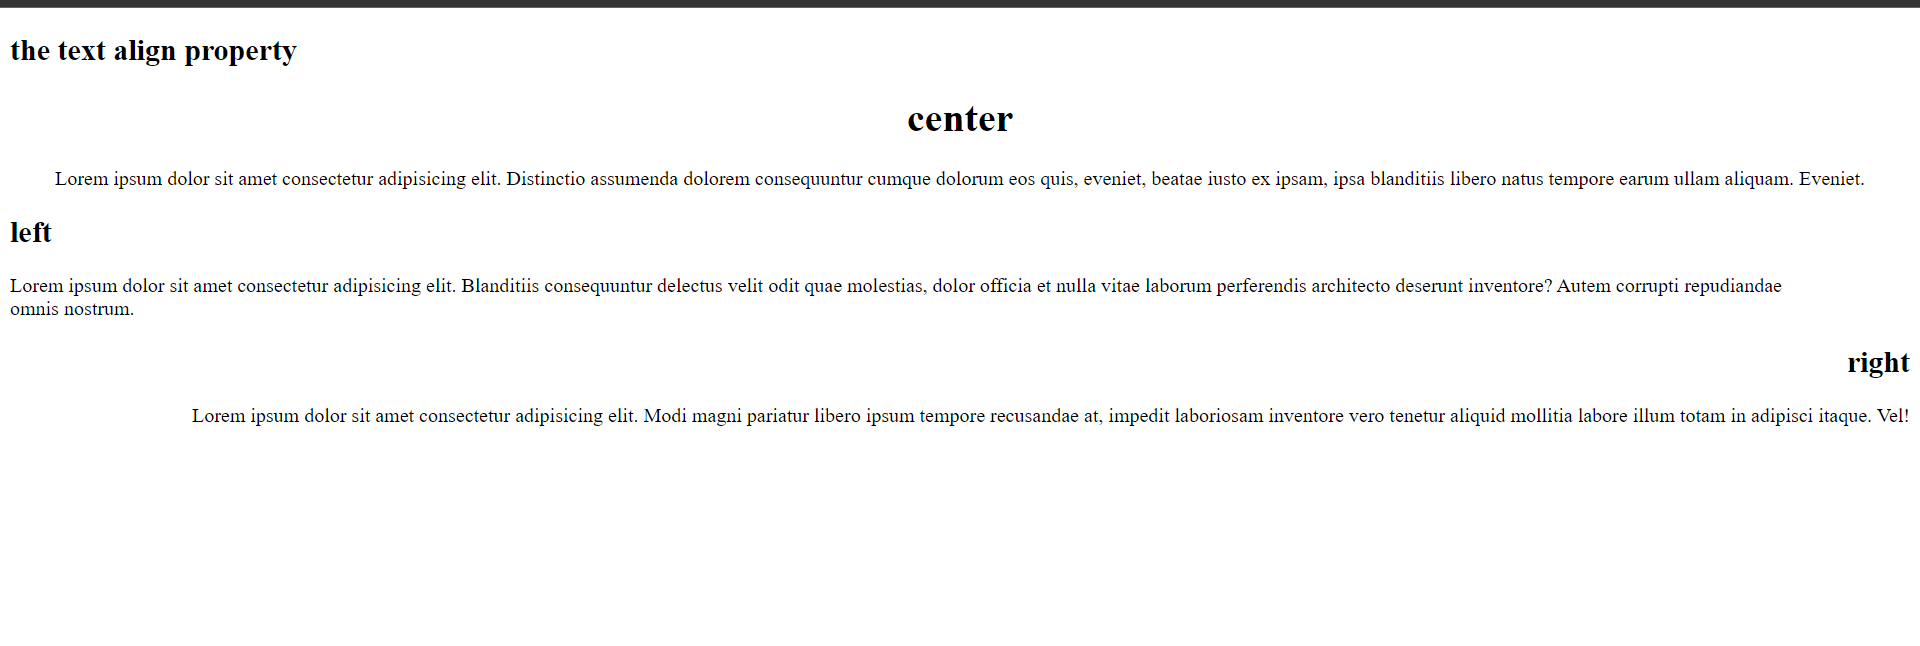 the text align property
center
Lorem ipsum dolor sit amet consectetur adipisicing elit. Distinctio assumenda dolorem consequuntur cumque dolorum eos quis, eveniet, beatae iusto ex ipsam, ipsa blanditiis libero natus tempore earum ullam aliquam. Eveniet.
left
Lorem ipsum dolor sit amet consectetur adipisicing elit. Blanditiis consequuntur delectus velit odit quae molestias, dolor officia et nulla vitae laborum perferendis architecto deserunt inventore? Autem corrupti repudiandae
omnis nostrum.
right
Lorem ipsum dolor sit amet consectetur adipisicing elit. Modi magni pariatur libero ipsum tempore recusandae at, impedit laboriosam inventore vero tenetur aliquid mollitia labore illum totam in adipisci itaque. Vel!